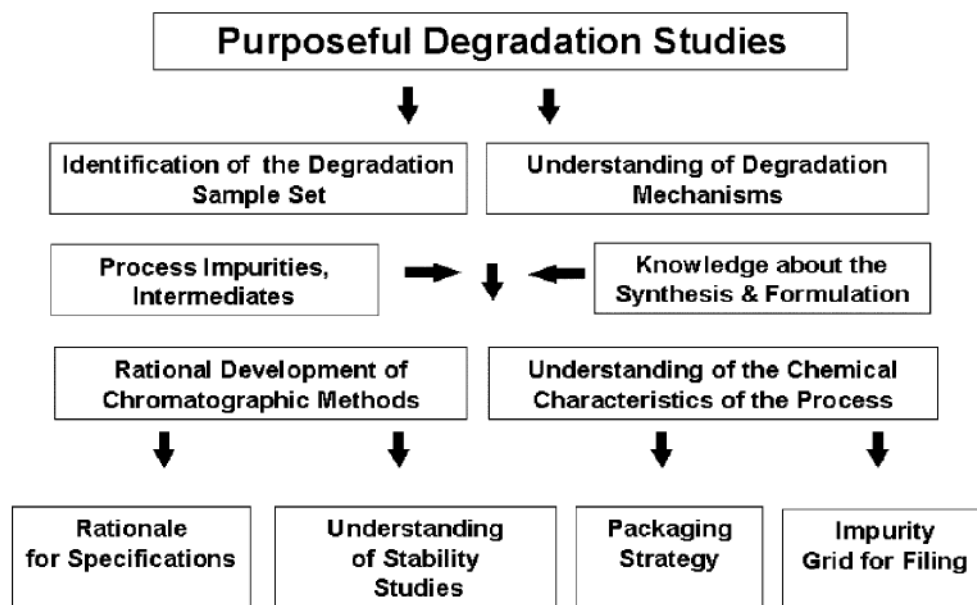 Purposeful Degradation Studies
Identification of the Degradation
Sample Set
Understanding of Degradation
Mechanisms
Process Impurities,
Intermediates
Knowledge about the
Synthesis & Formulation
Rational Development of
Chromatographic Methods
Understanding of the Chemical
Characteristics of the Process
Rationale
for Specifications
Understanding
of Stability
Studies
Packaging
Strategy
Impurity
Grid for Filing